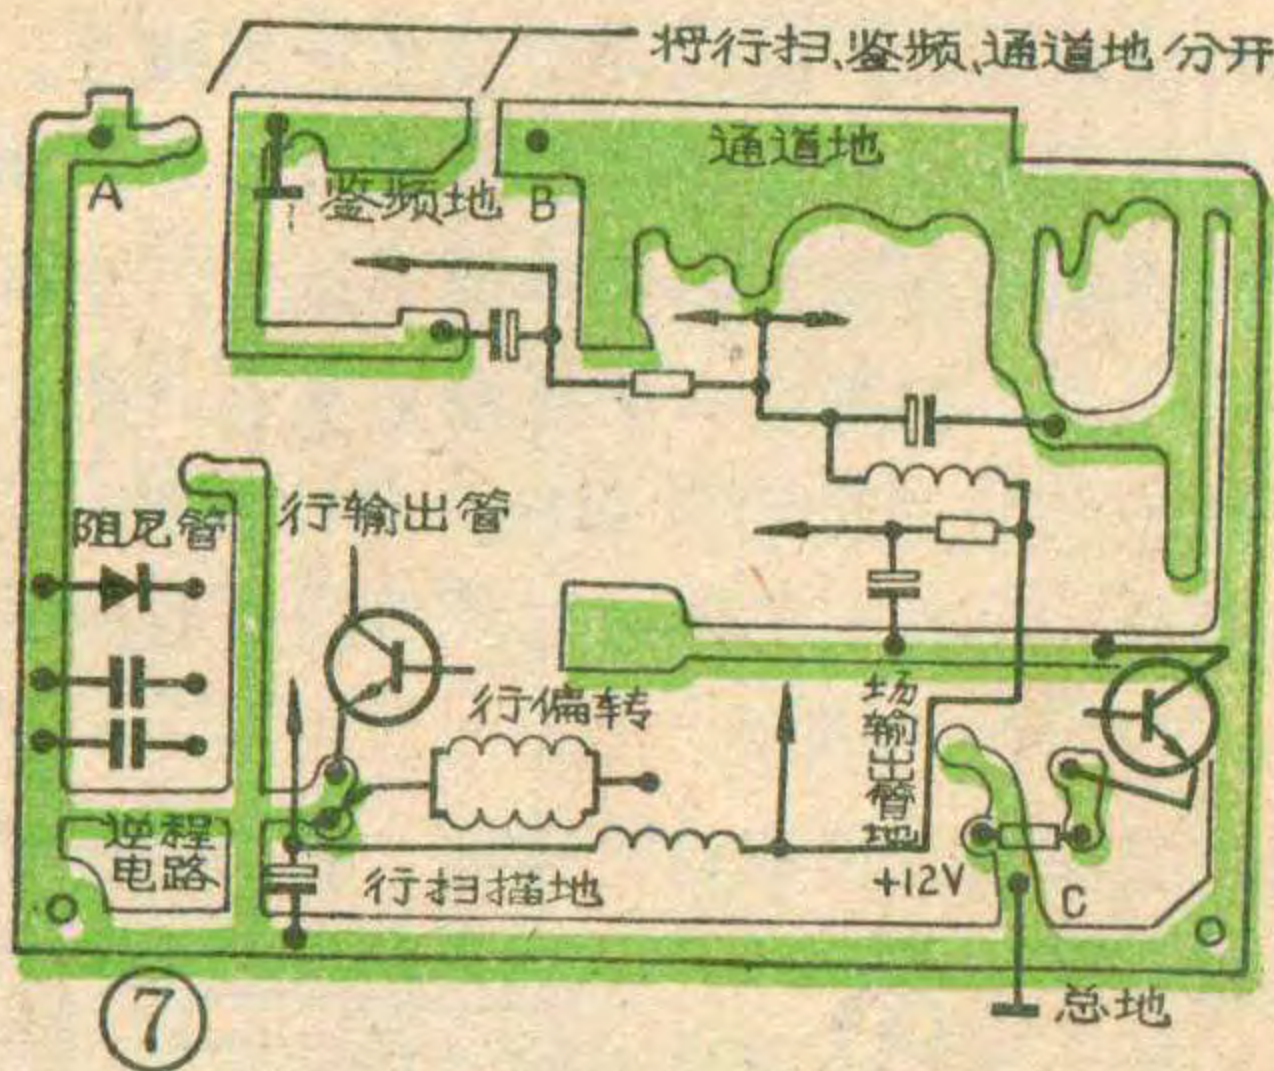 将行扫、鉴频、通道地分开
通道地
A
鉴频地
B
行输出管
阻尼管
行偏转
场输出管地
逆程
电路
行扫描地
+12V
C
总地
7